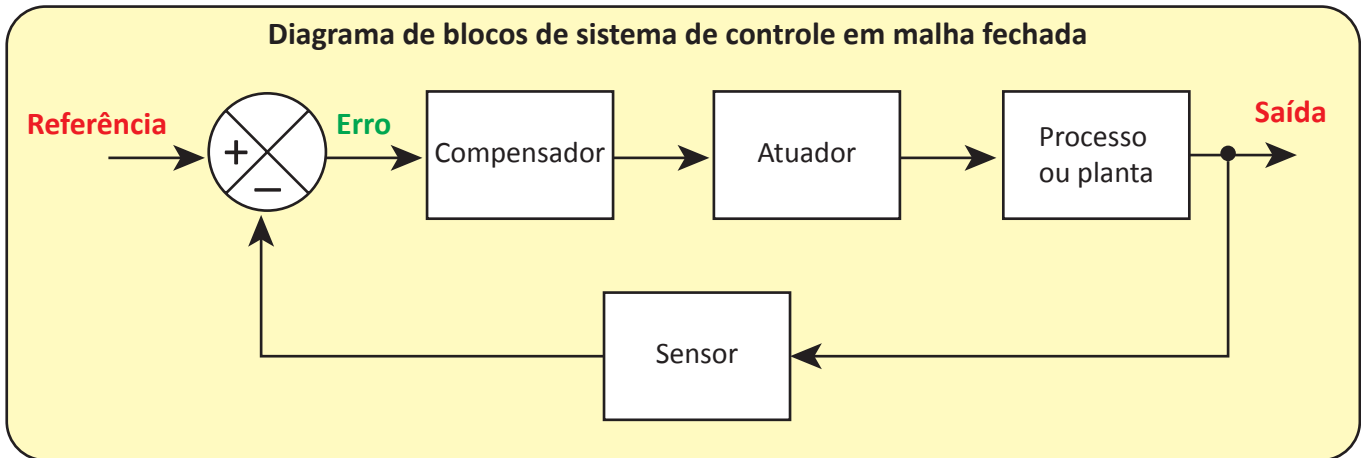 Diagrama de blocos de sistema de controle em malha fechada
Referência
+
−
Erro
Compensador
Atuador
Processo
ou planta
Saída
Sensor